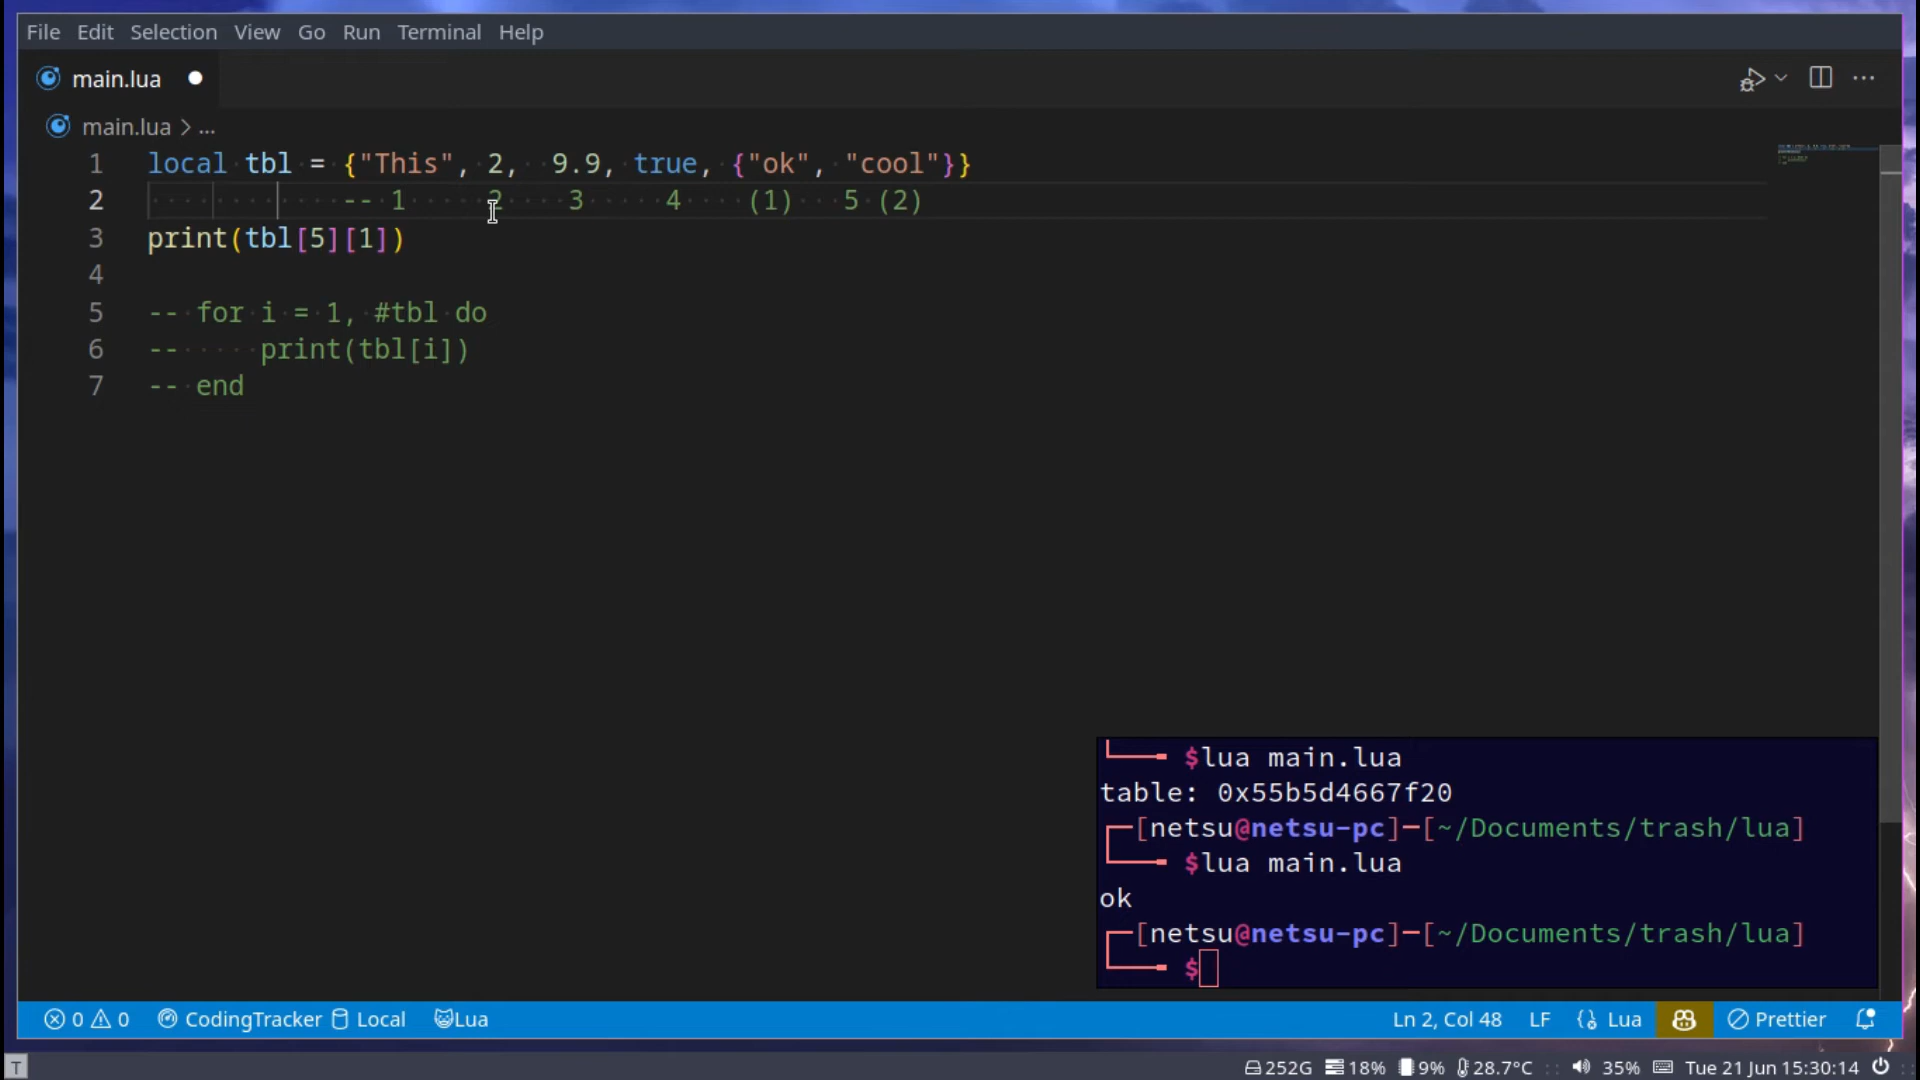 File Edit Selection View Go Run Terminal Help
main.lua
main.lua > ...
1 local tbl = {"This", 2,  9.9, true, {"ok", "cool"}}
2             -- 1     2    3     4    (1)   5 (2)
3 print(tbl[5][1])
4
5 -- for i = 1, #tbl do
6 --     print(tbl[i])
7 -- end
$lua main.lua
table: 0x55b5d4667f20
[netsu@netsu-pc]-[~/Documents/trash/lua]
$lua main.lua
ok
[netsu@netsu-pc]-[~/Documents/trash/lua]
$
0 0 CodingTracker Local Lua Ln 2, Col 48 LF Lua Prettier
T 252G 18% 9% 28.7°C 35% Tue 21 Jun 15:30:14